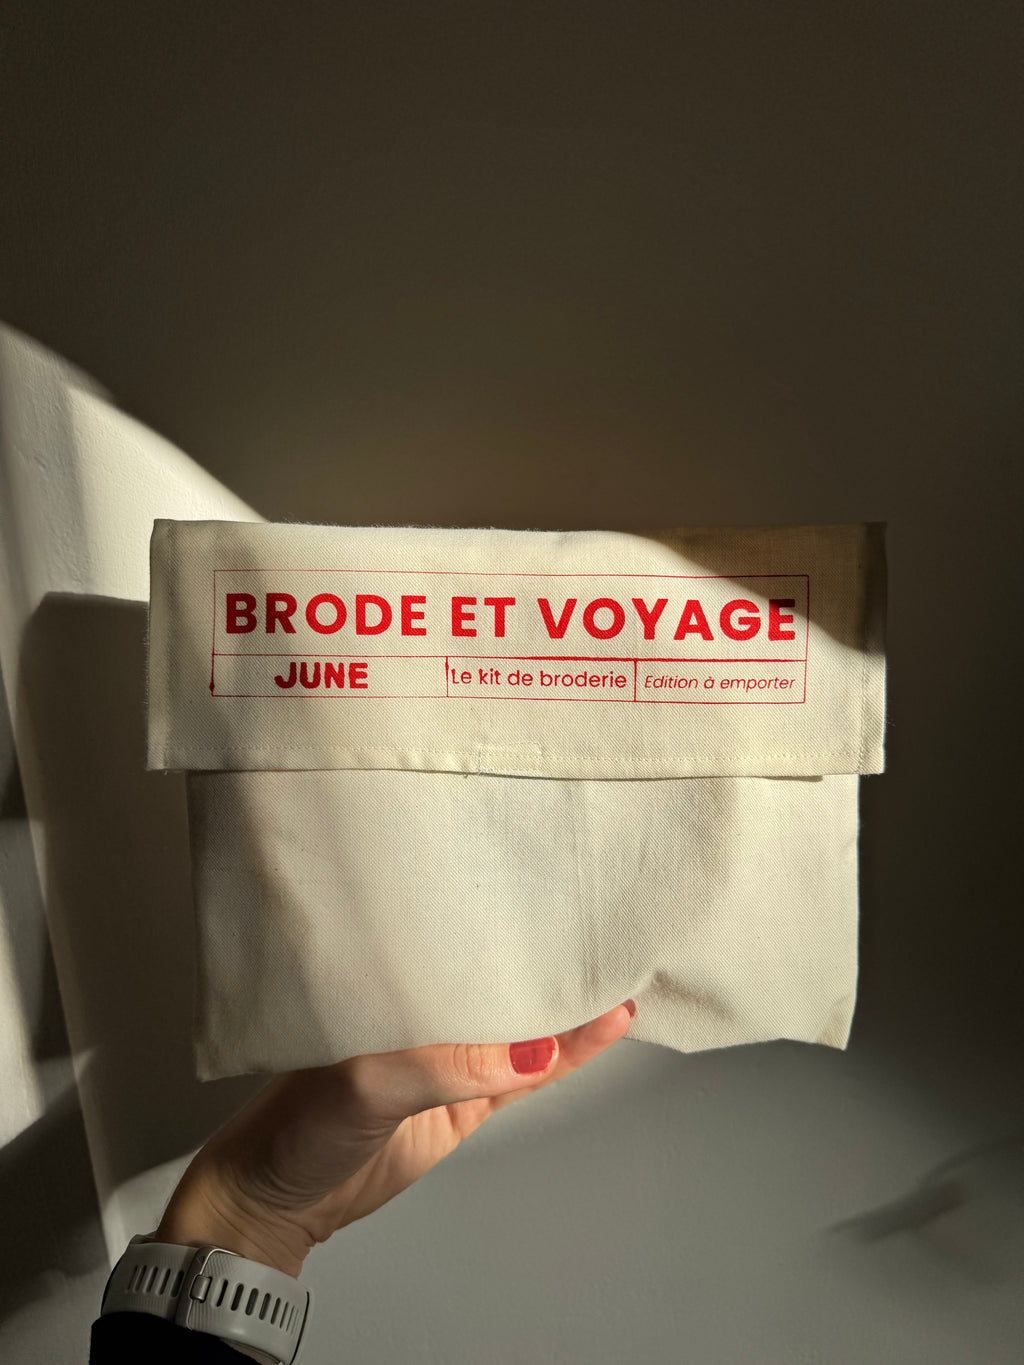 BRODE ET VOYAGE
JUNE Le kit de broderie Edition à emporter